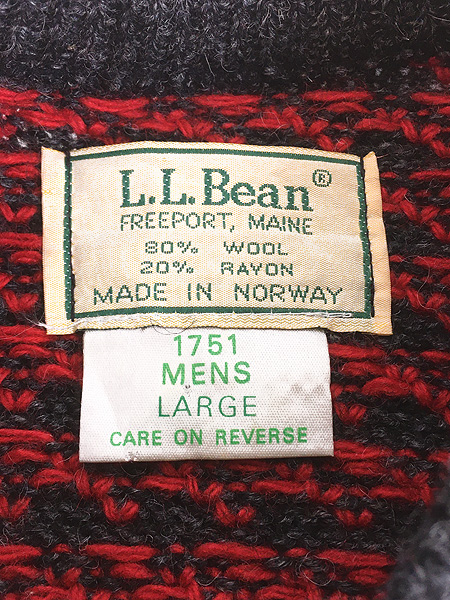 L.L.Bean®
FREEPORT, MAINE
80% WOOL
20% RAYON
MADE IN NORWAY
1751
MENS
LARGE
CARE ON REVERSE